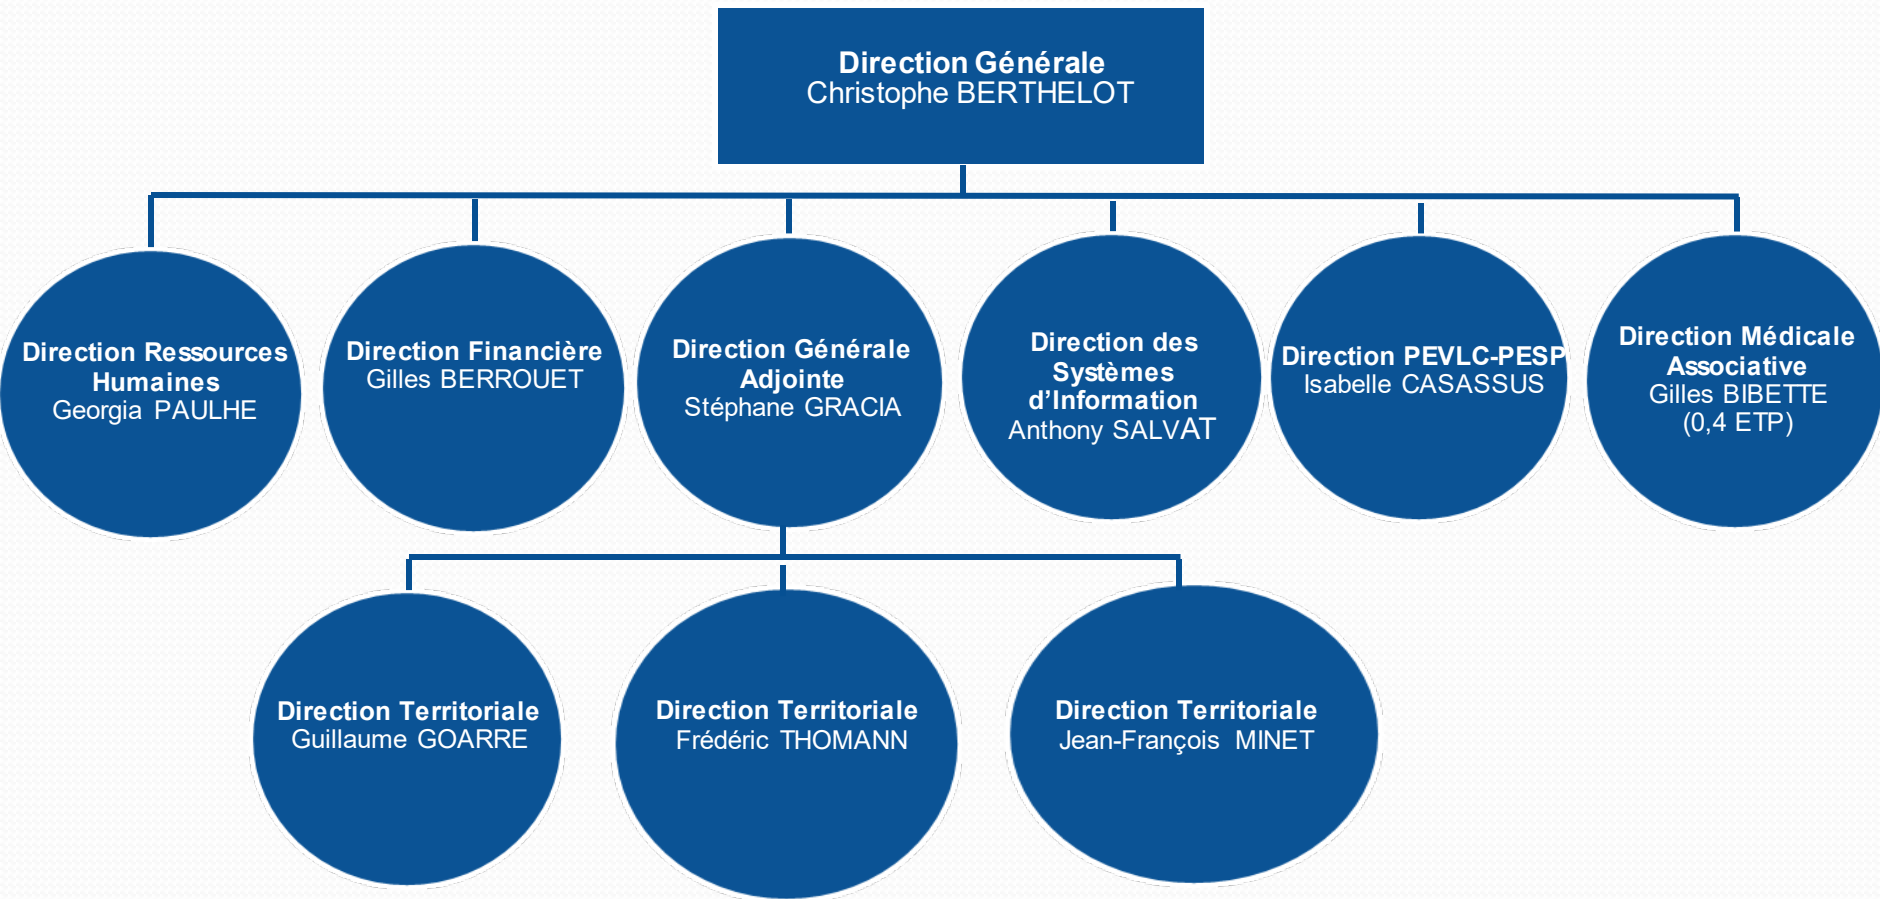 Direction Générale
Christophe BERTHELOT
Direction Ressources
Humaines
Georgia PAULHE
Direction Financière
Gilles BERROUET
Direction Générale
Adjointe
Stéphane GRACIA
Direction des
Systèmes
d’Information
Anthony SALVAT
Direction PEVLC-PESP
Isabelle CASASSUS
Direction Médicale
Associative
Gilles BIBETTE
(0,4 ETP)
Direction Territoriale
Guillaume GOARRE
Direction Territoriale
Frédéric THOMANN
Direction Territoriale
Jean-François MINET